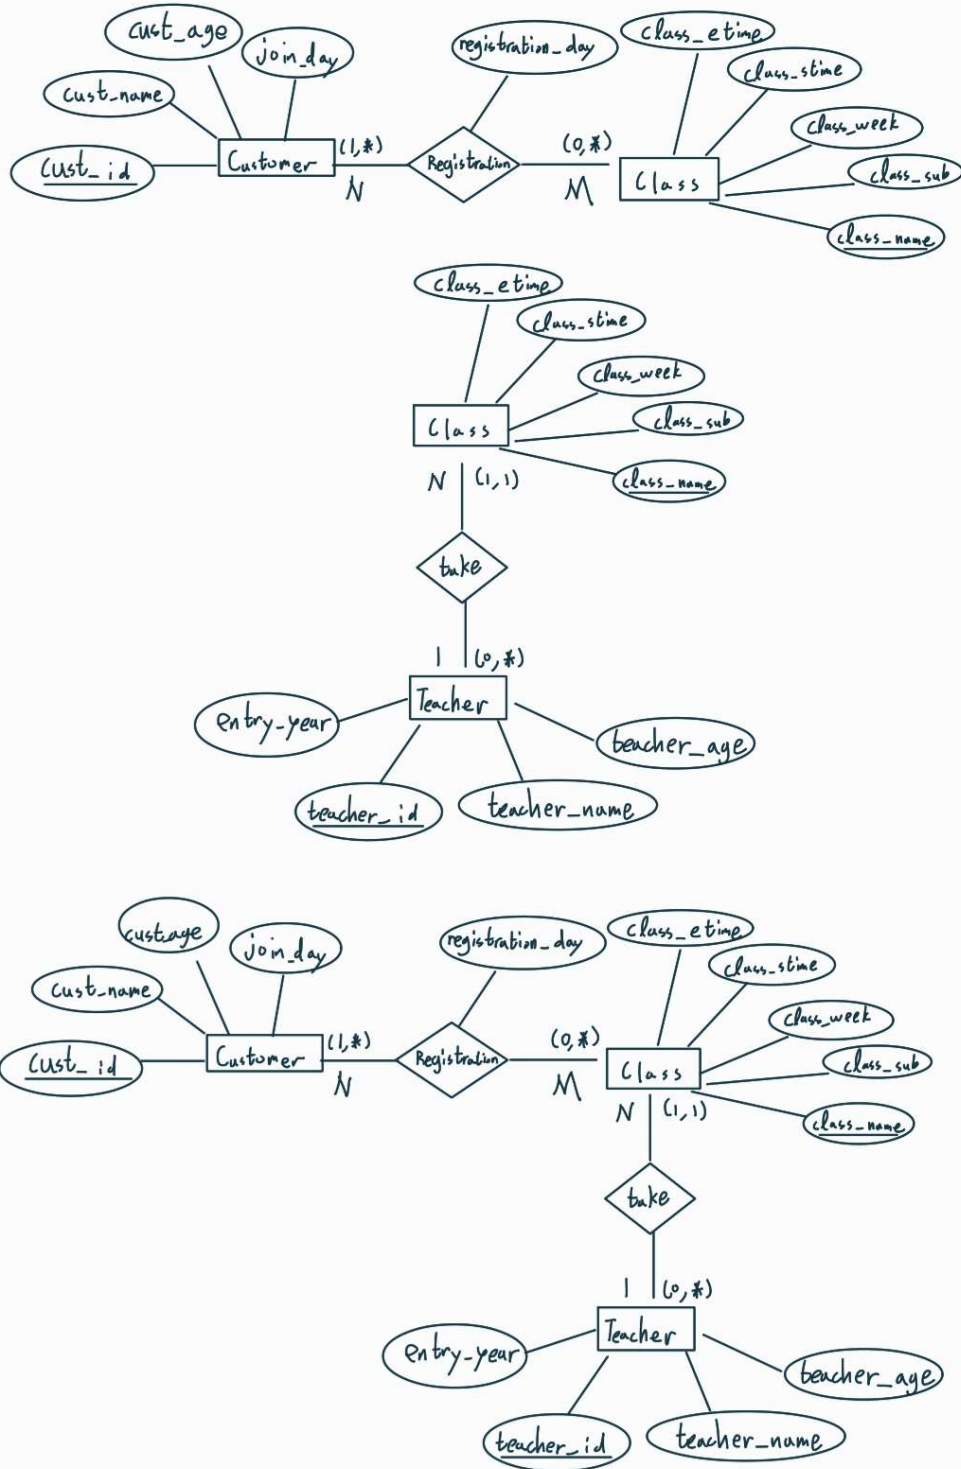 cust_age
join_day
cust_name
cust_id
Customer
(1,*)
N
registration_day
Registration
(0,*)
M
class_etime
class_stime
class_week
class_sub
class_name
Class
class_etime
class_stime
class_week
class_sub
class_name
Class
N (1,1)
take
1 (0,*)
Teacher
entry_year
teacher_age
teacher_id
teacher_name
cust_age
join_day
cust_name
cust_id
Customer
(1,*)
N
registration_day
Registration
(0,*)
M
class_etime
class_stime
class_week
class_sub
class_name
Class
N (1,1)
take
1 (0,*)
Teacher
entry_year
teacher_age
teacher_id
teacher_name